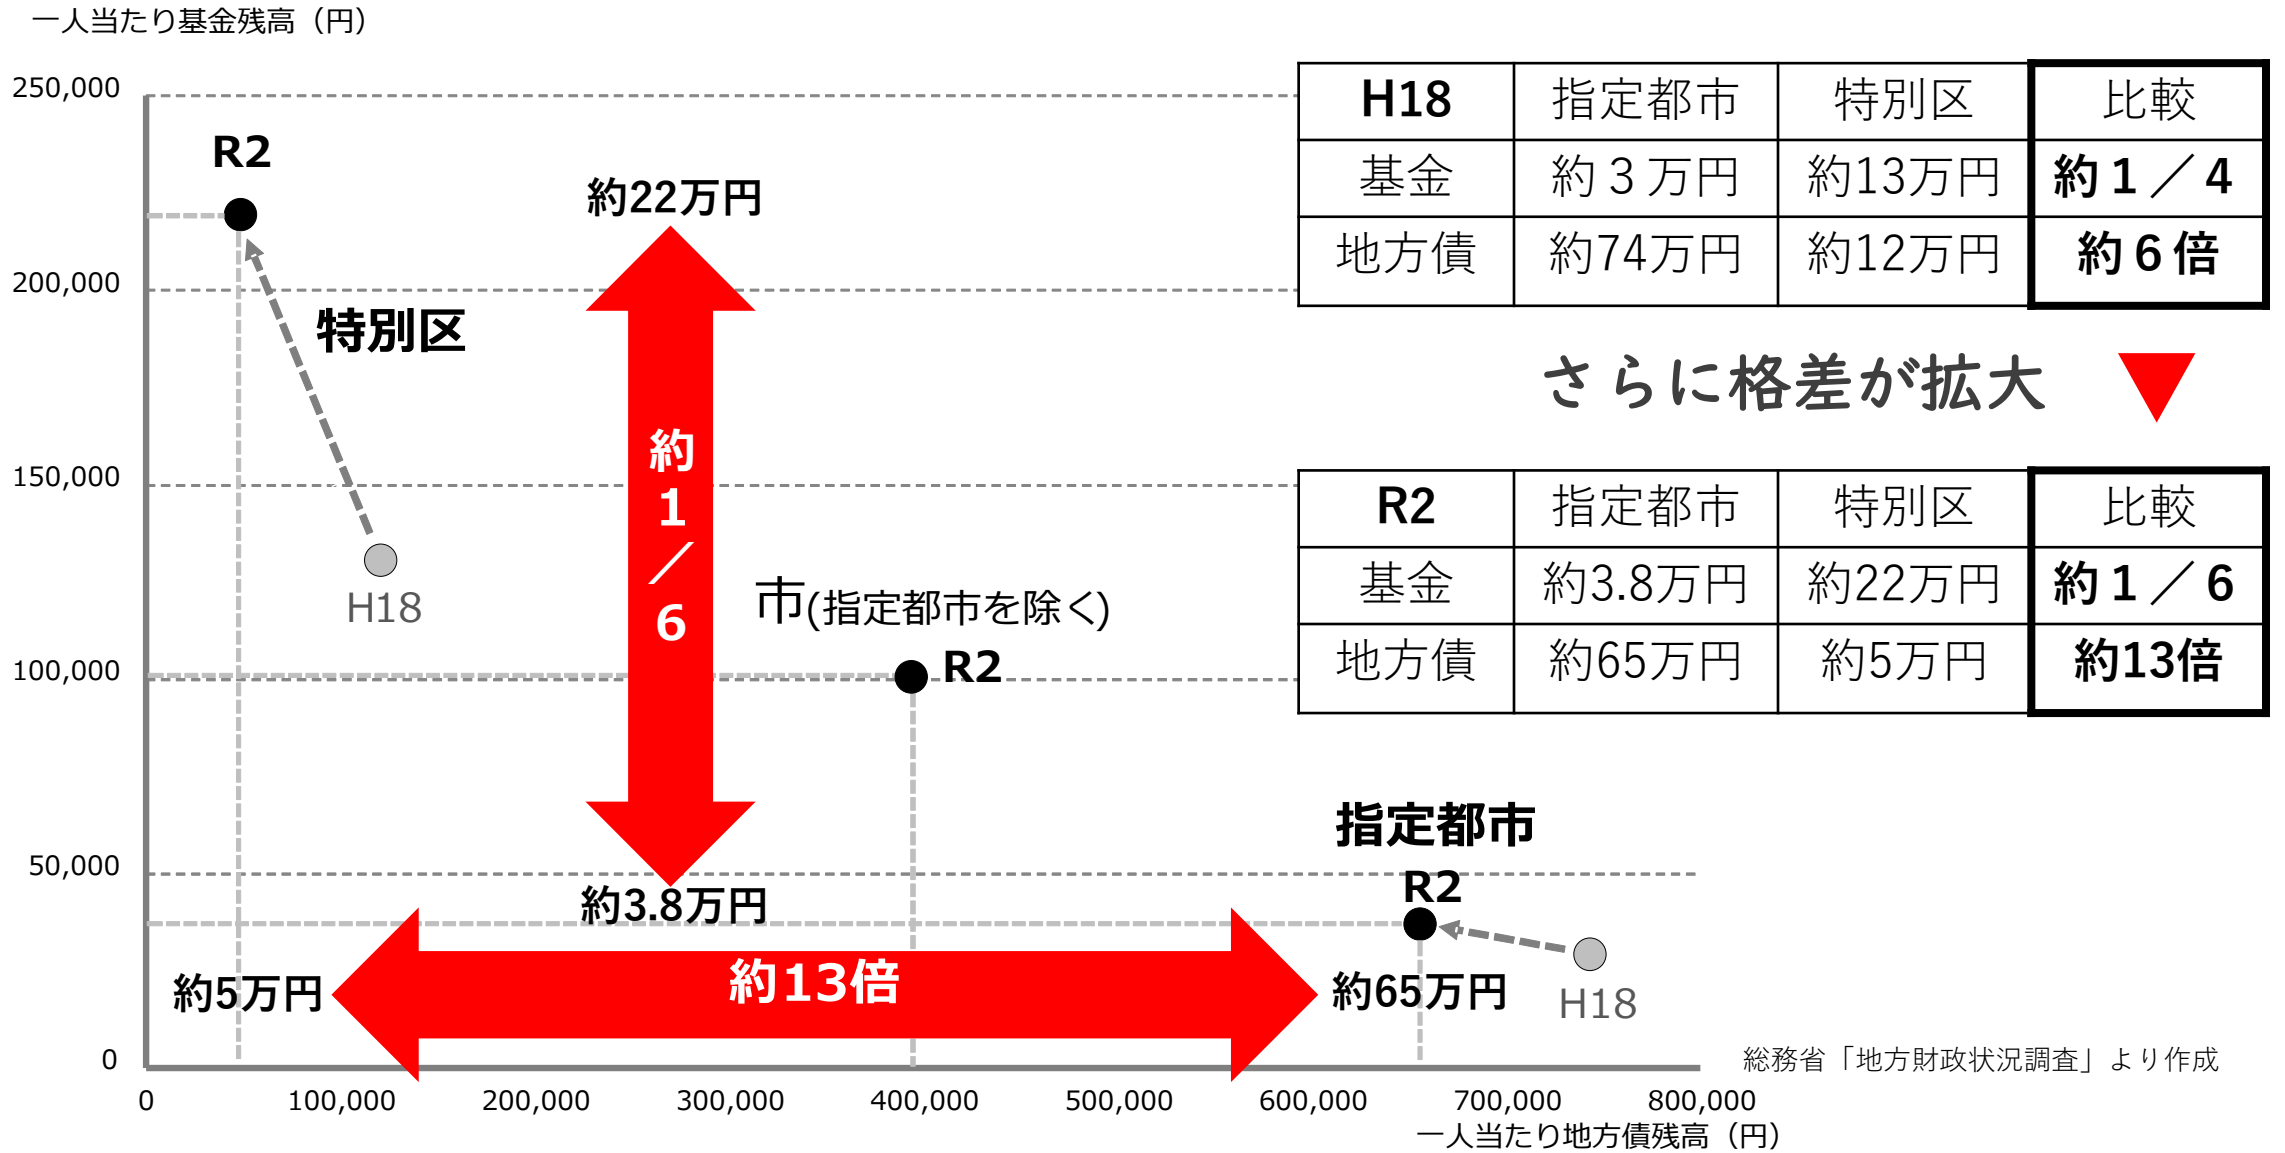 一人当たり基金残高（円）
250,000
200,000
150,000
100,000
50,000
0
0 100,000 200,000 300,000 400,000 500,000 600,000 700,000 800,000
一人当たり地方債残高（円）
R2
特別区
H18
約22万円
約1／6
約3.8万円
市(指定都市を除く)
R2
指定都市
R2
H18
約5万円
約13倍
約65万円
H18 指定都市 特別区 比較
基金 約３万円 約13万円 約１／4
地方債 約74万円 約12万円 約６倍
さらに格差が拡大
R2 指定都市 特別区 比較
基金 約3.8万円 約22万円 約１／6
地方債 約65万円 約5万円 約13倍
総務省「地方財政状況調査」より作成